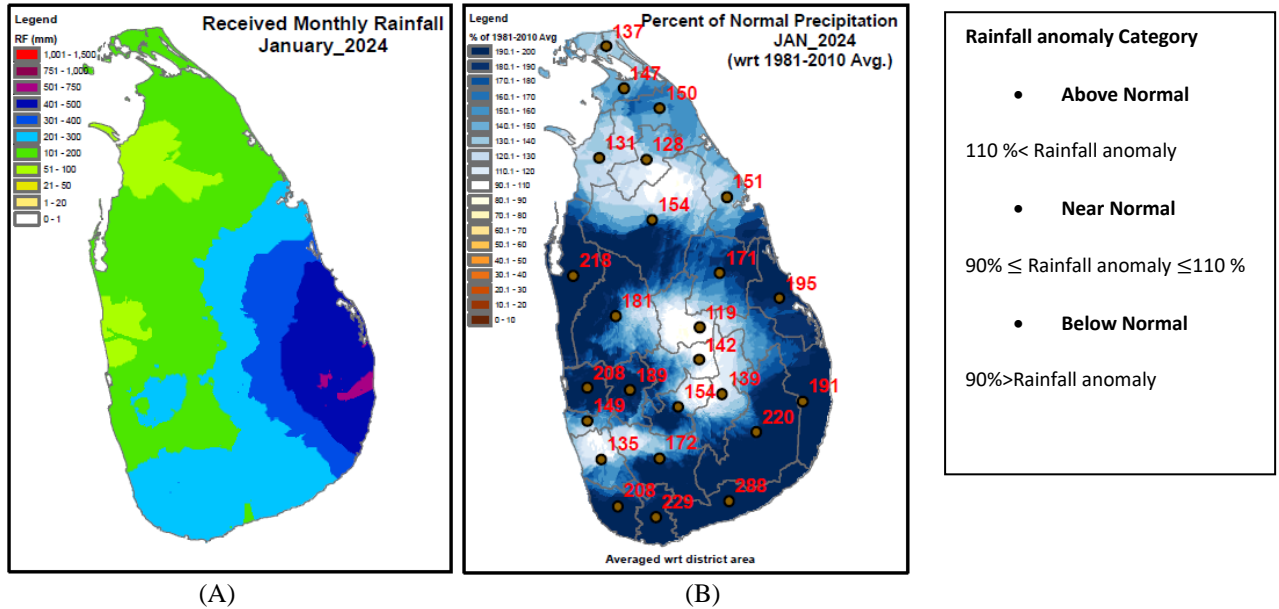 Legend
Received Monthly Rainfall
January_2024
RF (mm)
1,001 - 1,500
751 - 1,000
501 - 750
401 - 500
301 - 400
201 - 300
101 - 200
51 - 100
21 - 50
1 - 20
0 - 1
(A)
Legend
Percent of Normal Precipitation
JAN_2024
(wrt 1981-2010 Avg.)
% of 1981-2010 Avg
190.1 - 200
180.1 - 190
170.1 - 180
160.1 - 170
150.1 - 160
140.1 - 150
130.1 - 140
120.1 - 130
110.1 - 120
90.1 - 110
80.1 - 90
70.1 - 80
60.1 - 70
50.1 - 60
40.1 - 50
30.1 - 40
20.1 - 30
10.1 - 20
0 - 10
137
147
150
131
128
151
154
218
171
195
181
119
142
208
189
154
139
191
149
220
135
172
208
229
288
Averaged wrt district area
(B)
Rainfall anomaly Category
• Above Normal
110 %< Rainfall anomaly
• Near Normal
90% ≤ Rainfall anomaly ≤110 %
• Below Normal
90%>Rainfall anomaly